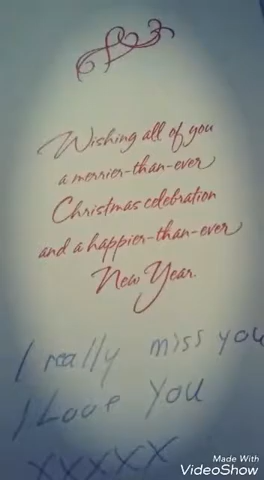 Wishing all of you
a merrier-than-ever
Christmas celebration
and a happier-than-ever
New Year.
I really miss you
I Love You
XXXXX
Made With
VideoShow